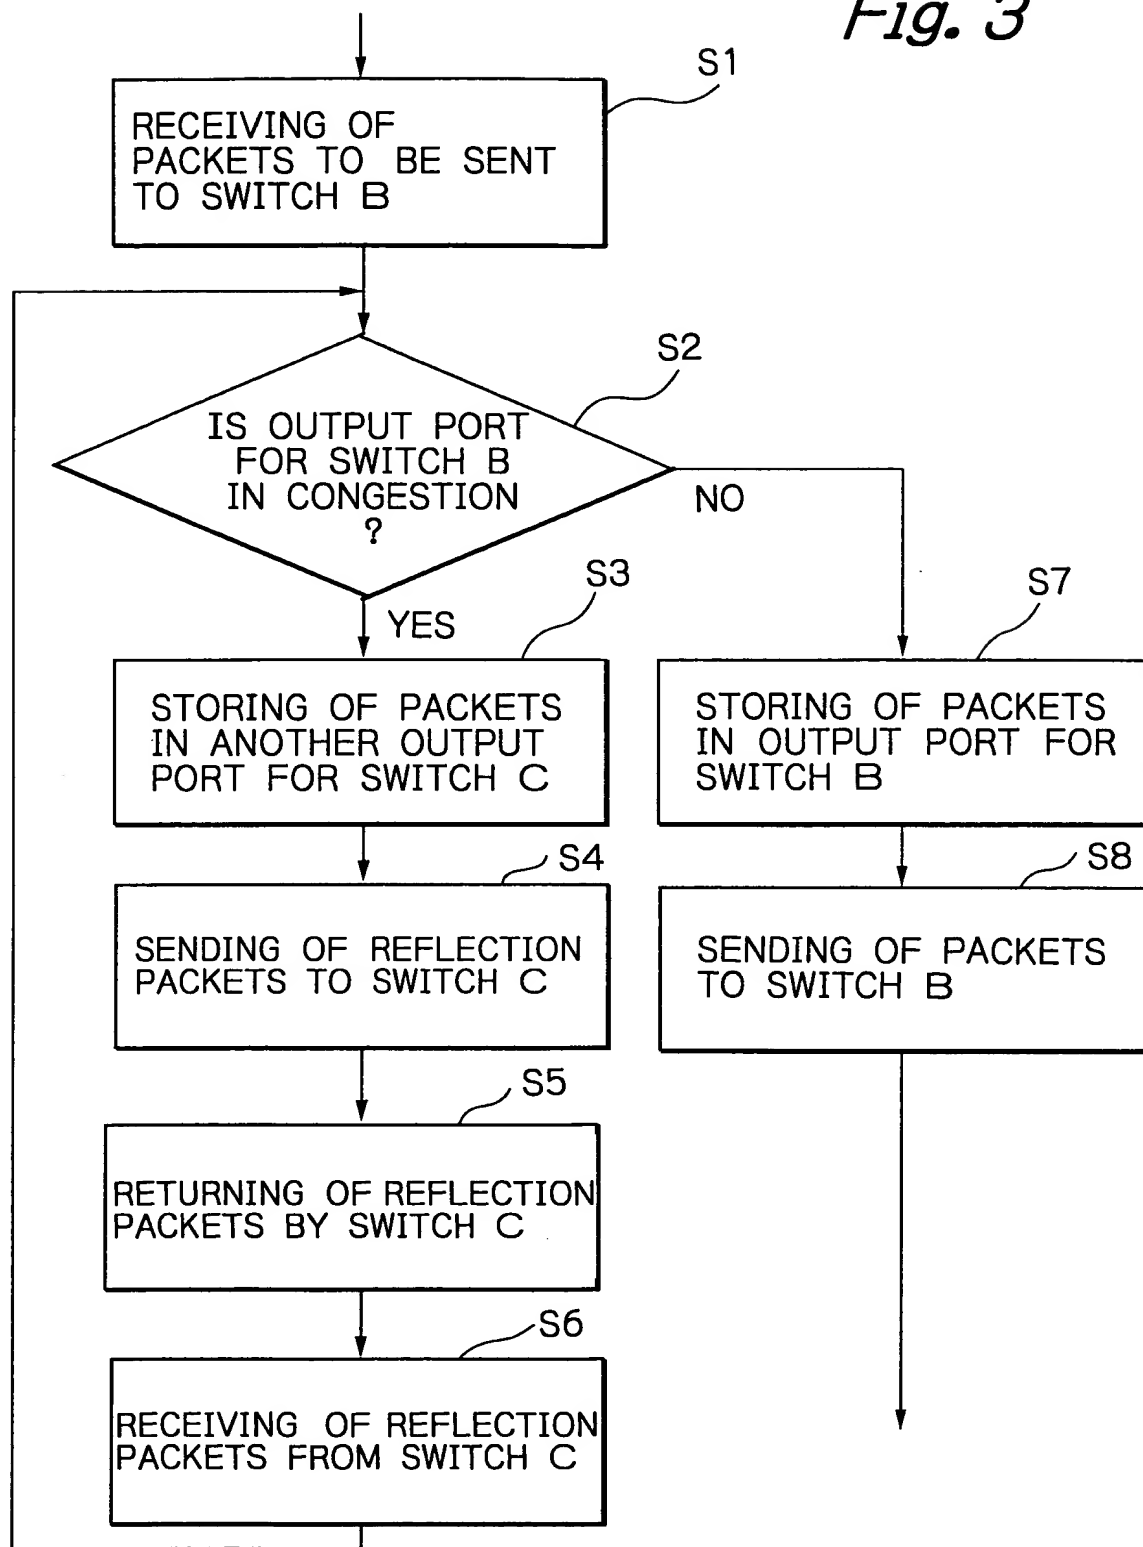 Fig. 3
S1
RECEIVING OF
PACKETS TO BE SENT
TO SWITCH B
S2
IS OUTPUT PORT
FOR SWITCH B
IN CONGESTION
?
NO
YES
S3
STORING OF PACKETS
IN ANOTHER OUTPUT
PORT FOR SWITCH C
S7
STORING OF PACKETS
IN OUTPUT PORT FOR
SWITCH B
S4
SENDING OF REFLECTION
PACKETS TO SWITCH C
S8
SENDING OF PACKETS
TO SWITCH B
S5
RETURNING OF REFLECTION
PACKETS BY SWITCH C
S6
RECEIVING OF REFLECTION
PACKETS FROM SWITCH C